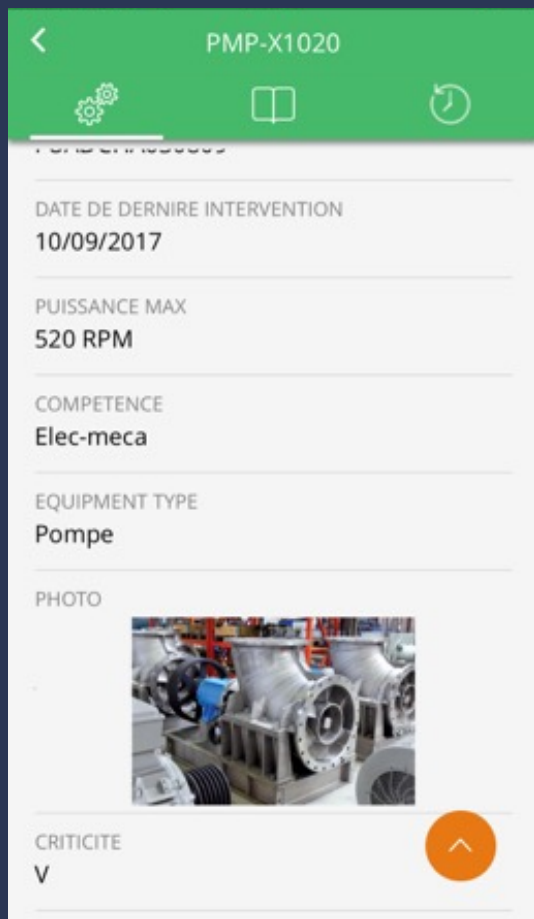 PMP-X1020
DATE DE DERNIRE INTERVENTION
10/09/2017
PUISSANCE MAX
520 RPM
COMPETENCE
Elec-meca
EQUIPMENT TYPE
Pompe
PHOTO
CRITICITE
V